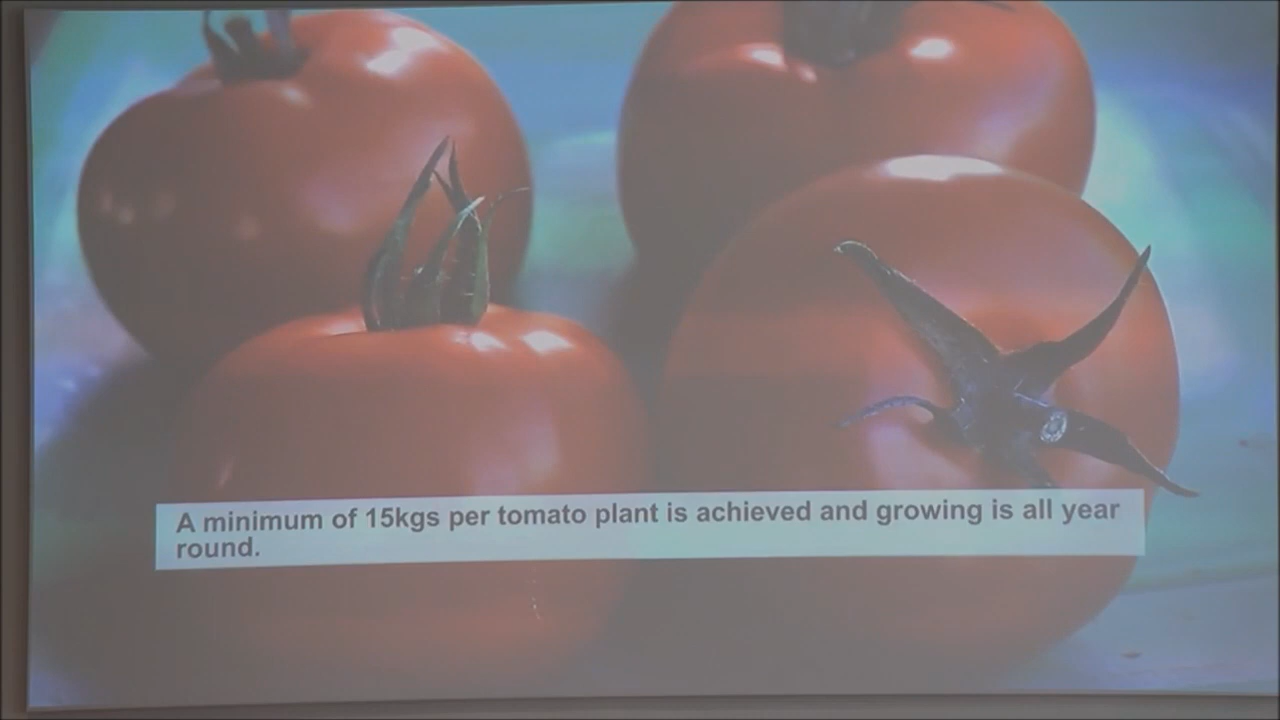 A minimum of 15kgs per tomato plant is achieved and growing is all year
round.